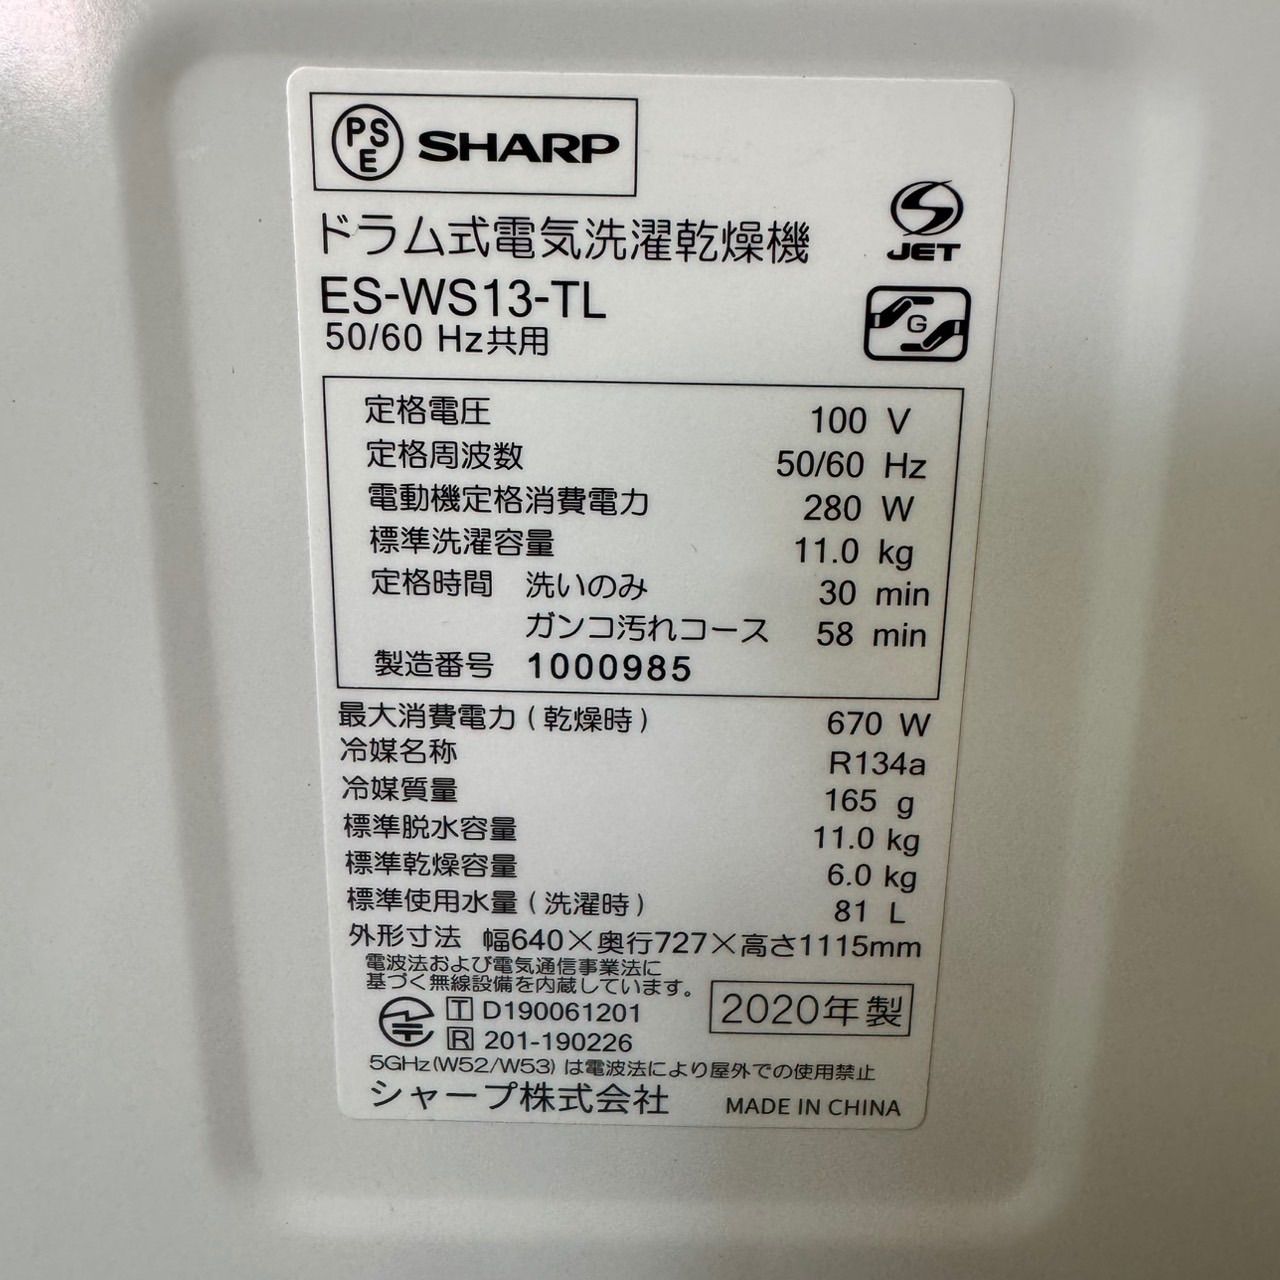 PSE SHARP
JET
ドラム式電気洗濯乾燥機
ES-WS13-TL
G
50/60 Hz共用
定格電圧 100 V
定格周波数 50/60 Hz
電動機定格消費電力 280 W
標準洗濯容量 11.0 kg
定格時間 洗いのみ 30 min
ガンコ汚れコース 58 min
製造番号 1000985
最大消費電力(乾燥時) 670 W
冷媒名称 R134a
冷媒質量 165 g
標準脱水容量 11.0 kg
標準乾燥容量 6.0 kg
標準使用水量(洗濯時) 81 L
外形寸法 幅640×奥行727×高さ1115mm
電波法および電気通信事業法に
基づく無線設備を内蔵しています。
T D190061201
R 201-190226
2020年製
5GHz(W52/W53)は電波法により屋外での使用禁止
シャープ株式会社 MADE IN CHINA